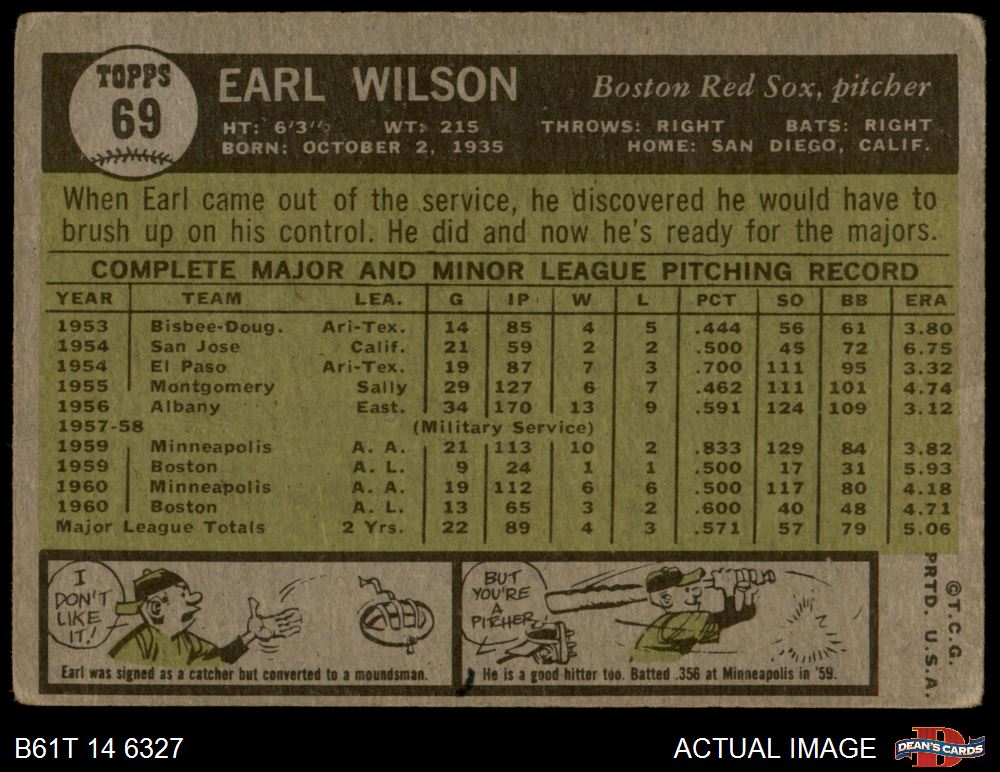 TOPPS
69
EARL WILSON
Boston Red Sox, pitcher
HT: 6'3" WT: 215 THROWS: RIGHT BATS: RIGHT
BORN: OCTOBER 2, 1935 HOME: SAN DIEGO, CALIF.
When Earl came out of the service, he discovered he would have to
brush up on his control. He did and now he's ready for the majors.
COMPLETE MAJOR AND MINOR LEAGUE PITCHING RECORD
YEAR TEAM LEA. G IP W L PCT SO BB ERA
1953 Bisbee-Doug. Ari-Tex. 14 85 4 5 .444 56 61 3.80
1954 San Jose Calif. 21 59 2 2 .500 45 72 6.75
1954 El Paso Ari-Tex. 19 87 7 3 .700 111 95 3.32
1955 Montgomery Sally 29 127 6 7 .462 111 101 4.74
1956 Albany East. 34 170 13 9 .591 124 109 3.12
1957-58 (Military Service)
1959 Minneapolis A. A. 21 113 10 2 .833 129 84 3.82
1959 Boston A. L. 9 24 1 1 .500 17 31 5.93
1960 Minneapolis A. A. 19 112 6 6 .500 117 80 4.18
1960 Boston A. L. 13 65 3 2 .600 40 48 4.71
Major League Totals 2 Yrs. 22 89 4 3 .571 57 79 5.06
I
DON'T
LIKE
IT!
Earl was signed as a catcher but converted to a moundsman.
BUT
YOU'RE
A
PITCHER
He is a good hitter too. Batted .356 at Minneapolis in '59.
© T.C.G.
PRTD. U.S.A.
B61T 14 6327
ACTUAL IMAGE
D
DEAN'S CARDS